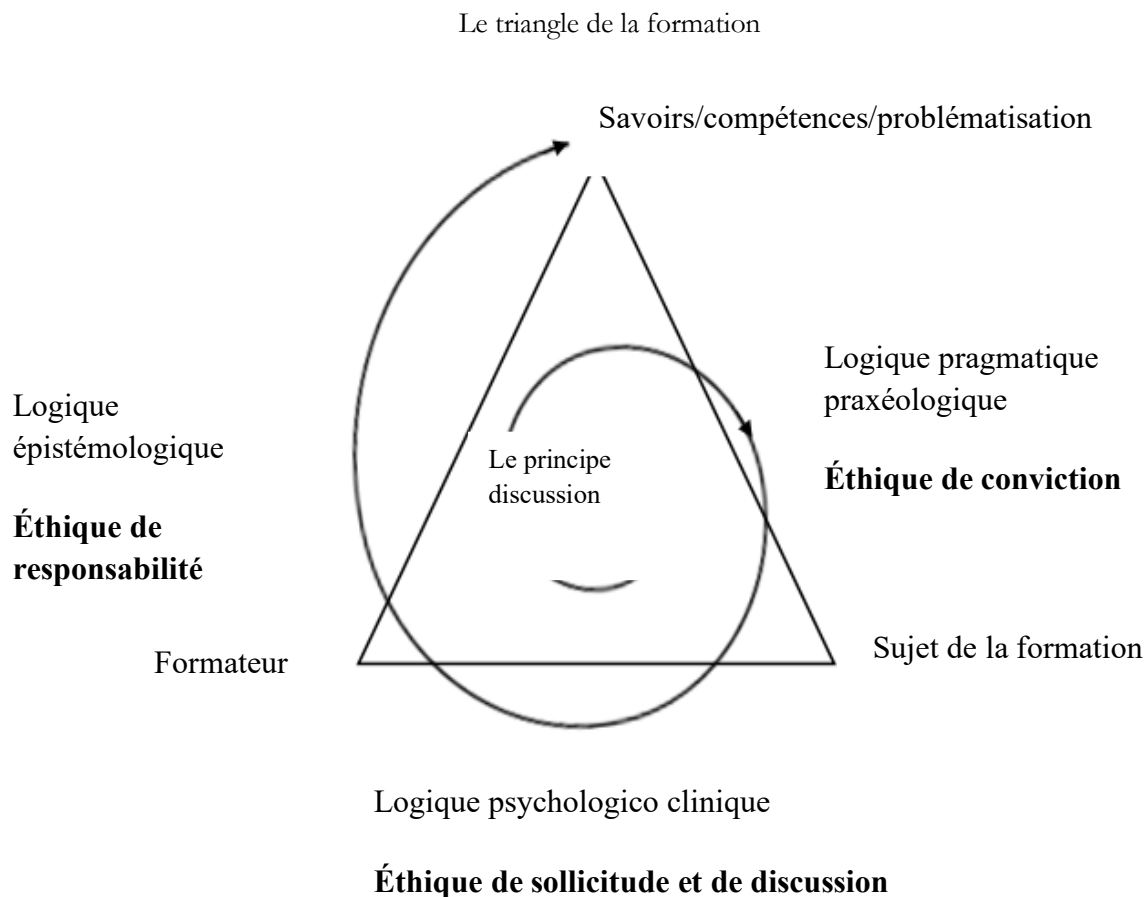 Le triangle de la formation
Savoirs/compétences/problématisation
Logique pragmatique
praxéologique
Éthique de conviction
Logique
épistémologique
Éthique de
responsabilité
Le principe
discussion
Formateur
Sujet de la formation
Logique psychologico clinique
Éthique de sollicitude et de discussion